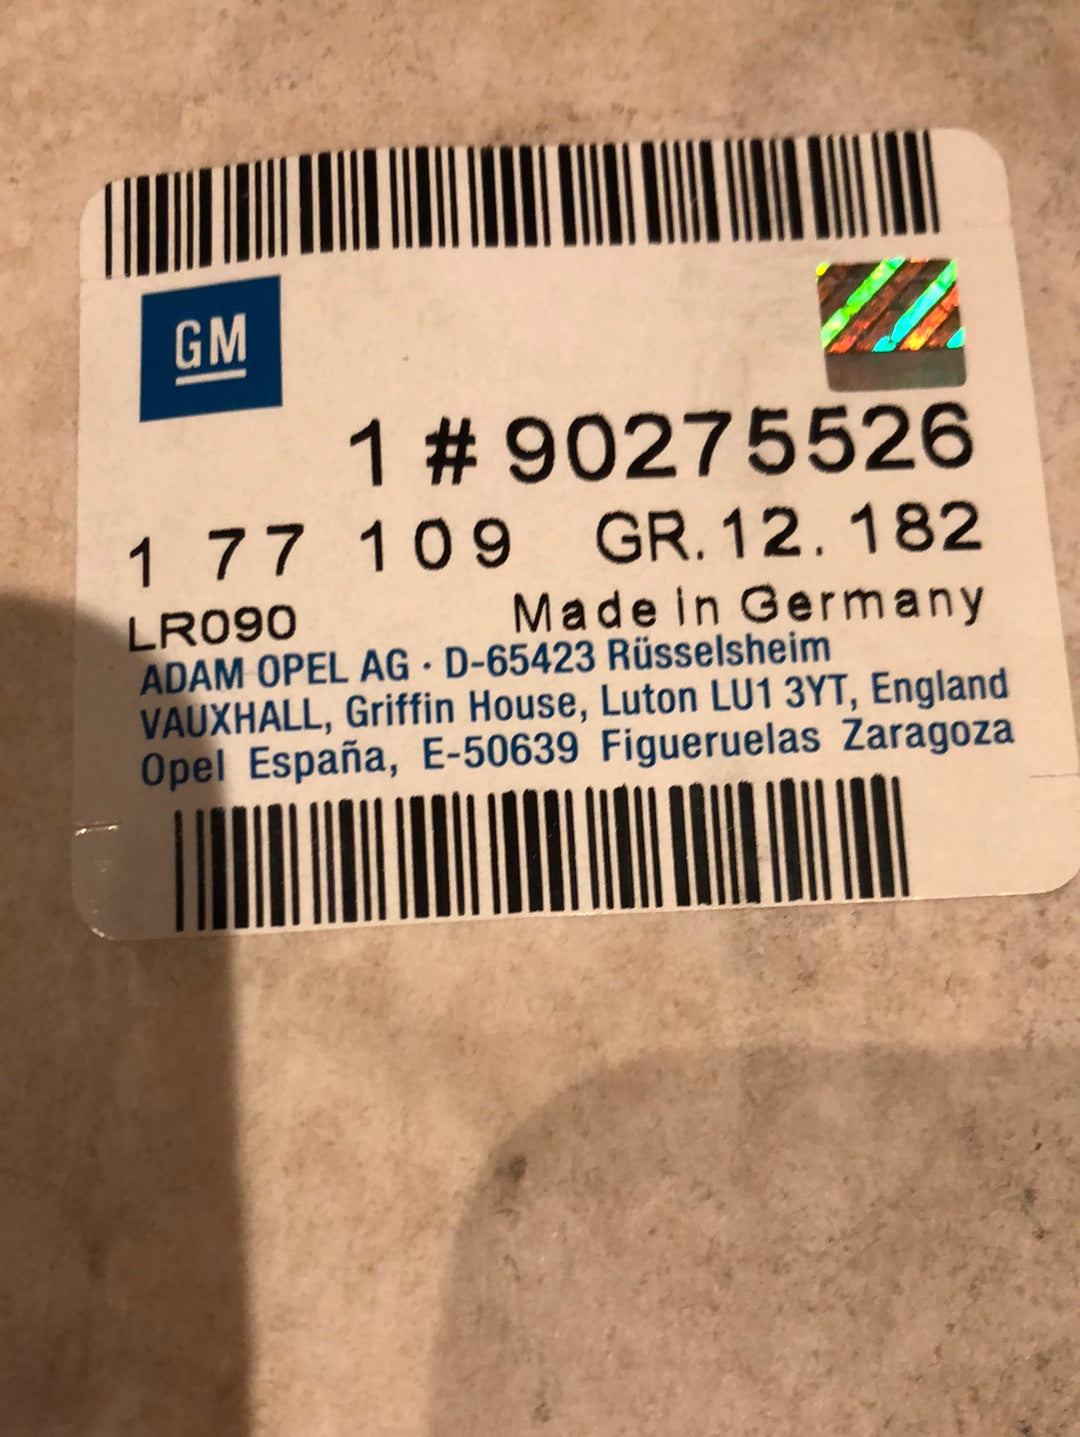 GM
1 # 90275526
1 77 109 GR. 12. 182
LR090 Made in Germany
ADAM OPEL AG · D-65423 Rüsselsheim
VAUXHALL, Griffin House, Luton LU1 3YT, England
Opel España, E-50639 Figueruelas Zaragoza